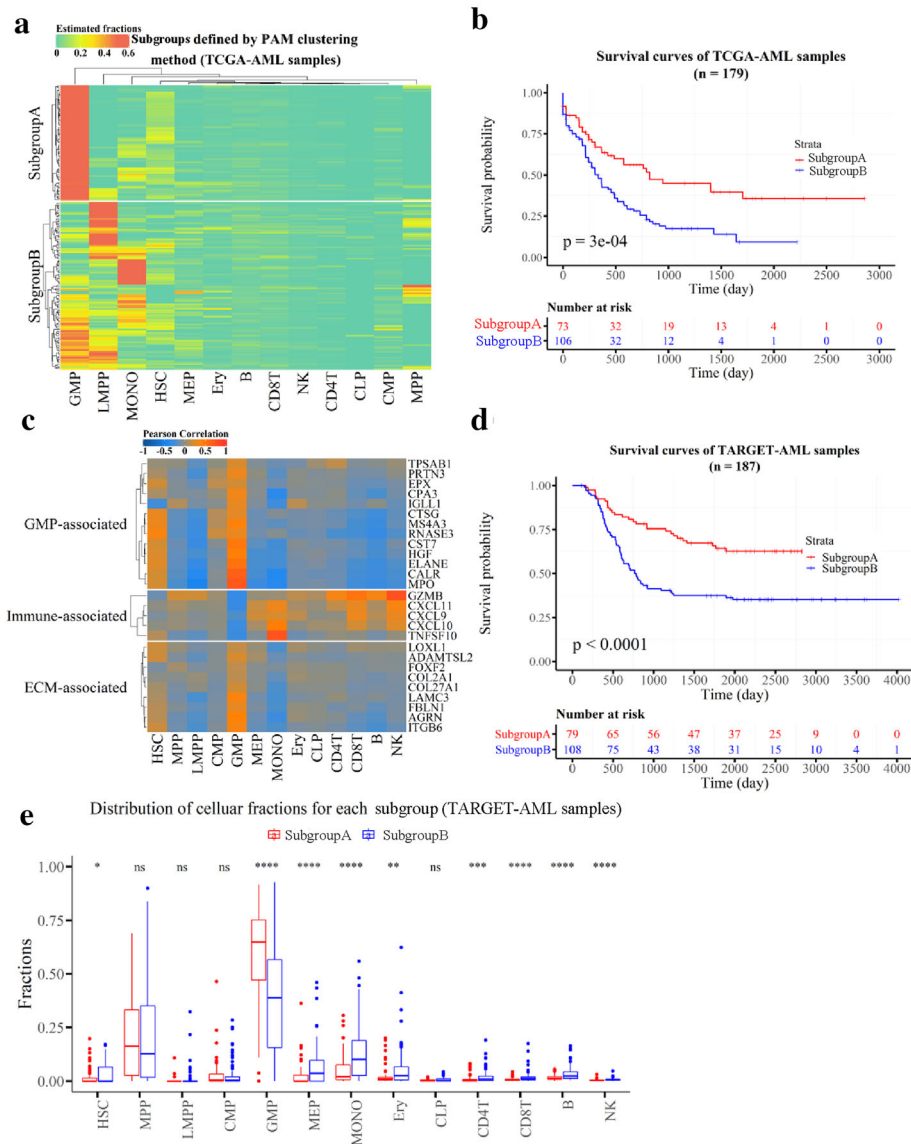 a
Estimated fractions
0 0.2 0.4 0.6
Subgroups defined by PAM clustering
method (TCGA-AML samples)
SubgroupA
SubgroupB
GMP
LMPP
MONO
HSC
MEP
Ery
B
CD8T
NK
CD4T
CLP
CMP
MPP
b
Survival curves of TCGA-AML samples
(n = 179)
Survival probability
1.00
0.75
0.50
0.25
0.00
Strata
SubgroupA
SubgroupB
p = 3e-04
0 500 1000 1500 2000 2500 3000
Time (day)
Number at risk
SubgroupA 73 32 19 13 4 1 0
SubgroupB 106 32 12 4 1 0 0
0 500 1000 1500 2000 2500 3000
Time (day)
c
Pearson Correlation
-1 -0.5 0 0.5 1
GMP-associated
Immune-associated
ECM-associated
TPSAB1
PRTN3
EPX
CPA3
IGLL1
CTSG
MS4A3
RNASE3
CST7
HGF
ELANE
CALR
MPO
GZMB
CXCL11
CXCL9
CXCL10
TNFSF10
LOXL1
ADAMTSL2
FOXF2
COL2A1
COL27A1
LAMC3
FBLN1
AGRN
ITGB6
HSC
MPP
LMPP
CMP
GMP
MEP
MONO
Ery
CLP
CD4T
CD8T
B
NK
d
Survival curves of TARGET-AML samples
(n = 187)
Survival probability
1.00
0.75
0.50
0.25
0.00
Strata
SubgroupA
SubgroupB
p < 0.0001
0 500 1000 1500 2000 2500 3000 3500 4000
Time (day)
Number at risk
SubgroupA 79 65 56 47 37 25 9 0 0
SubgroupB 108 75 43 38 31 15 10 4 1
0 500 1000 1500 2000 2500 3000 3500 4000
Time (day)
e
Distribution of celluar fractions for each subgroup (TARGET-AML samples)
SubgroupA SubgroupB
Fractions
1.00
0.75
0.50
0.25
0.00
* ns ns ns **** **** **** ** ns *** **** **** ****
HSC
MPP
LMPP
CMP
GMP
MEP
MONO
Ery
CLP
CD4T
CD8T
B
NK